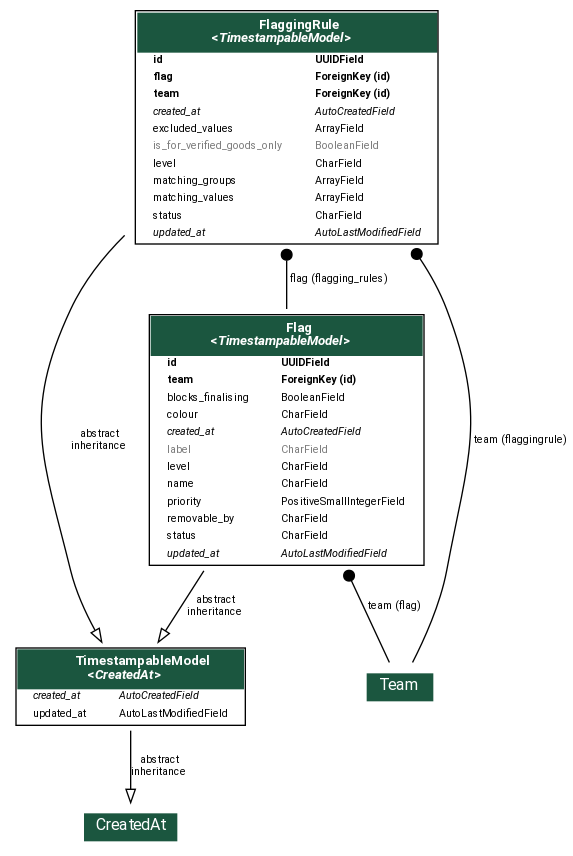 FlaggingRule
<TimestampableModel>
id UUIDField
flag ForeignKey (id)
team ForeignKey (id)
created_at AutoCreatedField
excluded_values ArrayField
is_for_verified_goods_only BooleanField
level CharField
matching_groups ArrayField
matching_values ArrayField
status CharField
updated_at AutoLastModifiedField
flag (flagging_rules)
Flag
<TimestampableModel>
id UUIDField
team ForeignKey (id)
blocks_finalising BooleanField
colour CharField
created_at AutoCreatedField
label CharField
level CharField
name CharField
priority PositiveSmallIntegerField
removable_by CharField
status CharField
updated_at AutoLastModifiedField
abstract
inheritance
team (flaggingrule)
abstract
inheritance
team (flag)
TimestampableModel
<CreatedAt>
created_at AutoCreatedField
updated_at AutoLastModifiedField
Team
abstract
inheritance
CreatedAt